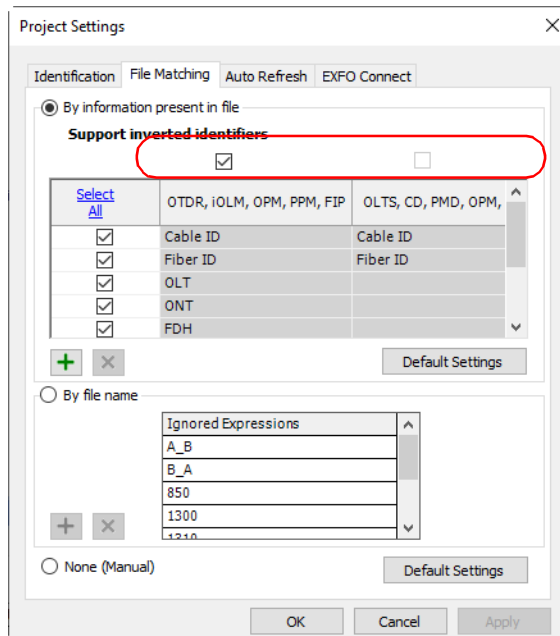 Project Settings
Identification File Matching Auto Refresh EXFO Connect
By information present in file
Support inverted identifiers
Select All OTDR, iOLM, OPM, PPM, FIP OLTS, CD, PMD, OPM,
Cable ID Cable ID
Fiber ID Fiber ID
OLT
ONT
FDH
Default Settings
By file name
Ignored Expressions
A_B
B_A
850
1300
1310
None (Manual) Default Settings
OK Cancel Apply